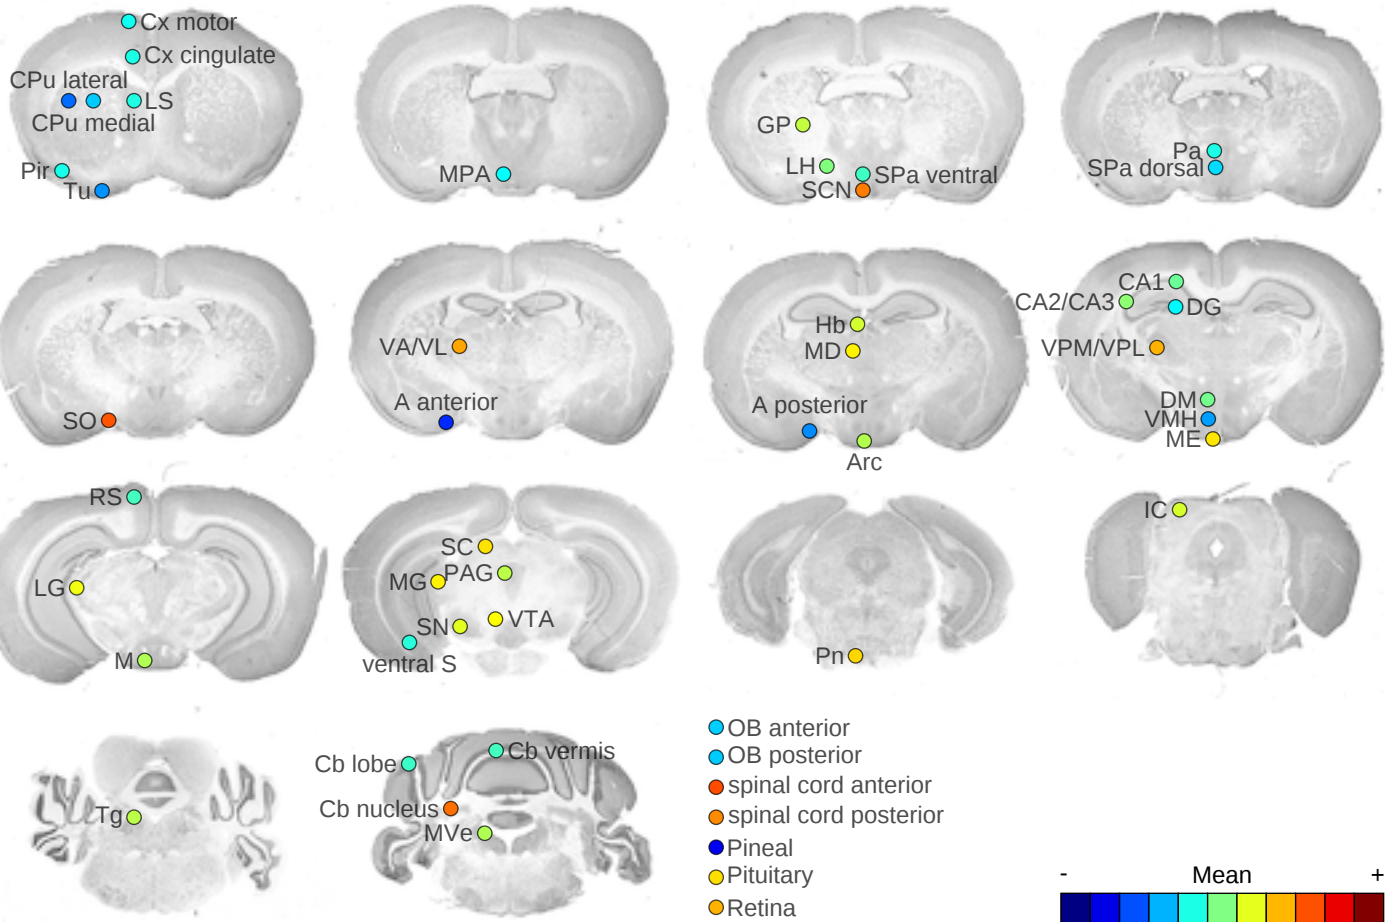 Cx motor
Cx cingulate
CPu lateral
LS
CPu medial
Pir
Tu
MPA
GP
LH
SPa ventral
SCN
Pa
SPa dorsal
SO
VA/VL
A anterior
Hb
MD
A posterior
Arc
CA1
CA2/CA3
DG
VPM/VPL
DM
VMH
ME
RS
LG
M
SC
PAG
MG
VTA
SN
ventral S
Pn
IC
Tg
Cb vermis
Cb lobe
Cb nucleus
MVe
OB anterior
OB posterior
spinal cord anterior
spinal cord posterior
Pineal
Pituitary
Retina
- Mean +